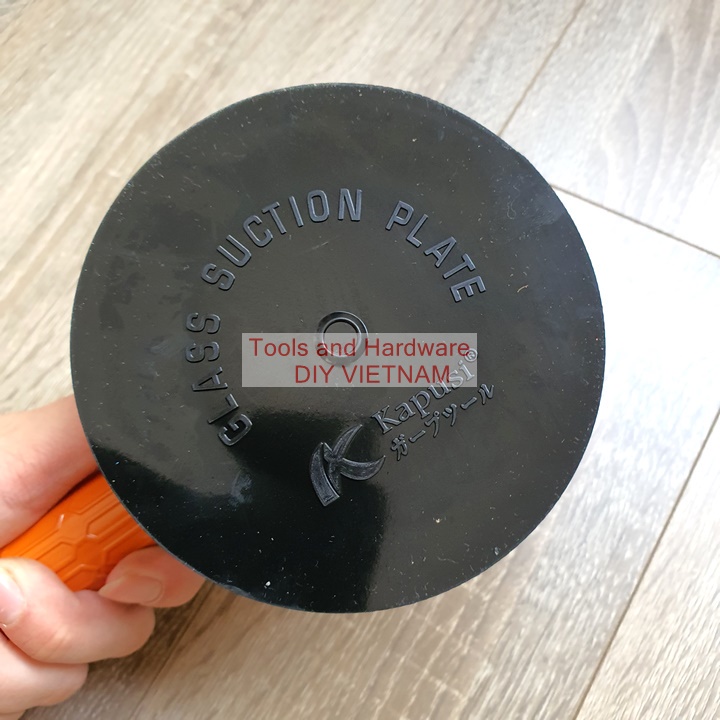 GLASS SUCTION PLATE
Tools and Hardware
DIY VIETNAM
Kapusi®
ガープツール